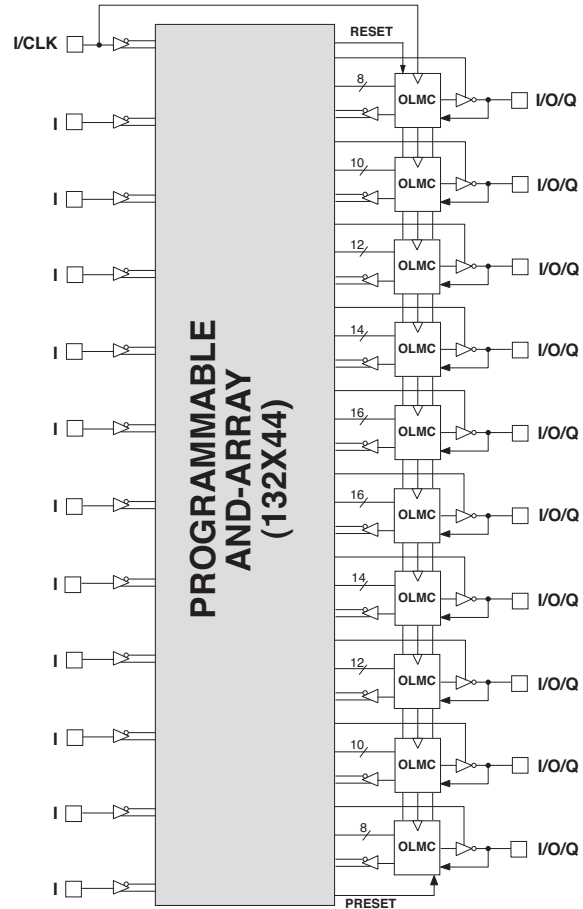 RESET
I/CLK
8
OLMC
I/O/Q
I
10
OLMC
I/O/Q
I
12
OLMC
I/O/Q
I
14
OLMC
I/O/Q
I
16
OLMC
I/O/Q
I
PROGRAMMABLE
AND-ARRAY
(132X44)
16
OLMC
I/O/Q
I
14
OLMC
I/O/Q
I
12
OLMC
I/O/Q
I
10
OLMC
I/O/Q
I
8
OLMC
I/O/Q
I
I
PRESET